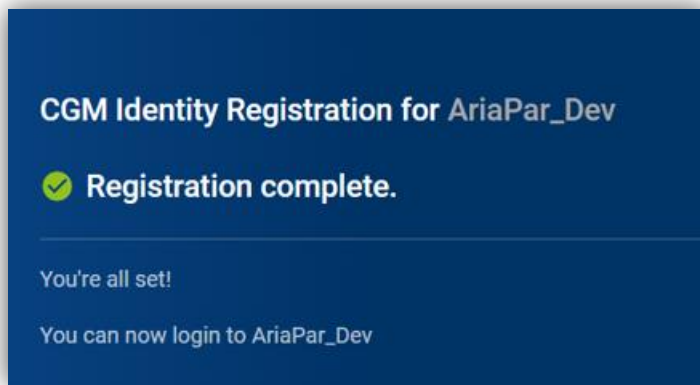 CGM Identity Registration for AriaPar_Dev
Registration complete.
You're all set!
You can now login to AriaPar_Dev